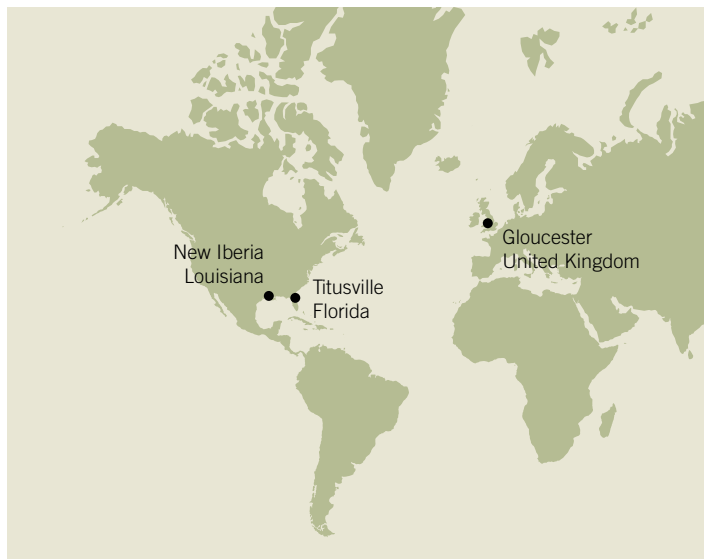 New Iberia
Louisiana
Titusville
Florida
Gloucester
United Kingdom